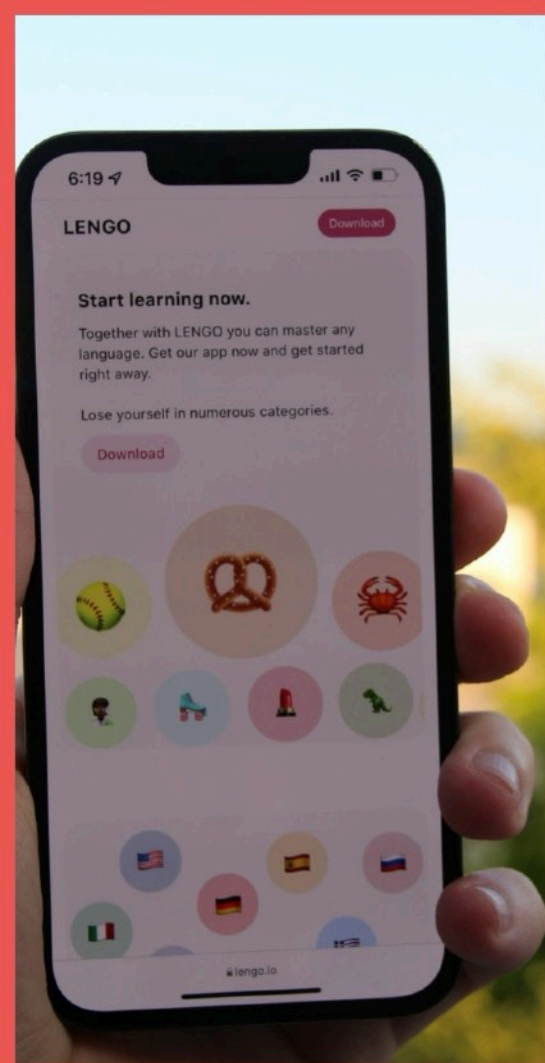 6:19
LENGO
Download
Start learning now.
Together with LENGO you can master any
language. Get our app now and get started
right away.
Lose yourself in numerous categories.
Download
lengo.io